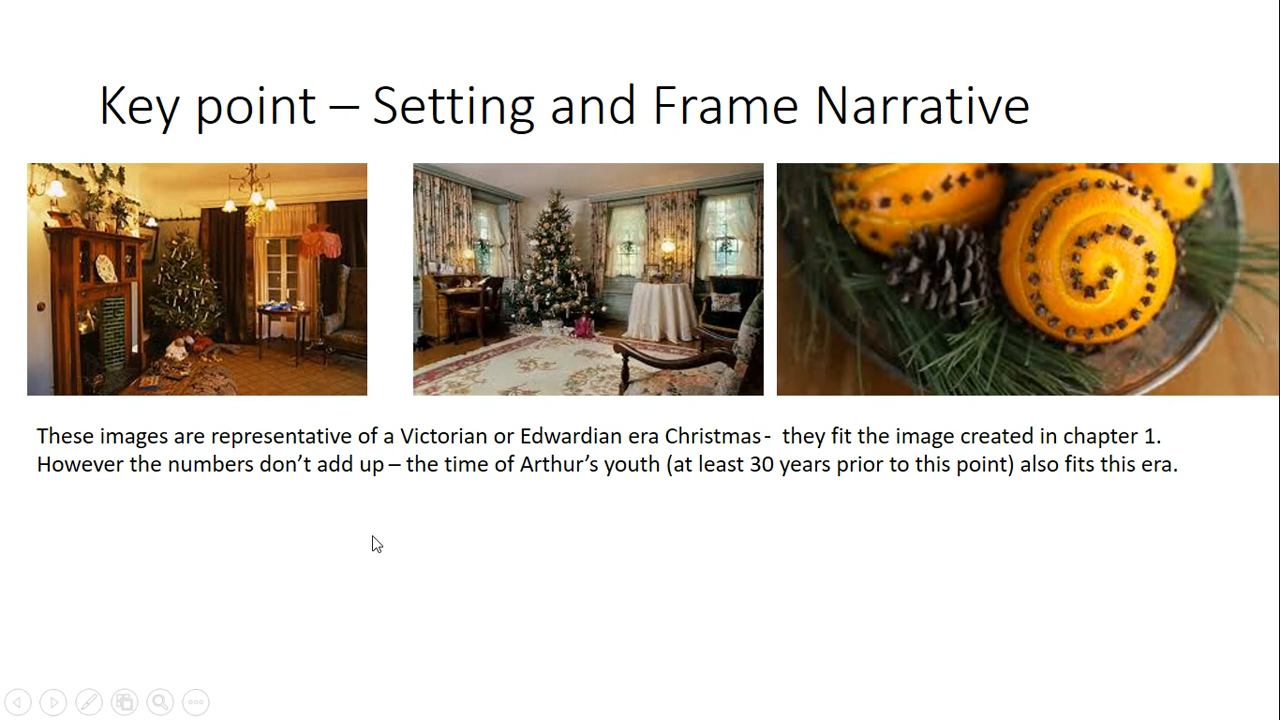 Key point – Setting and Frame Narrative
These images are representative of a Victorian or Edwardian era Christmas -  they fit the image created in chapter 1.
However the numbers don’t add up – the time of Arthur’s youth (at least 30 years prior to this point) also fits this era.